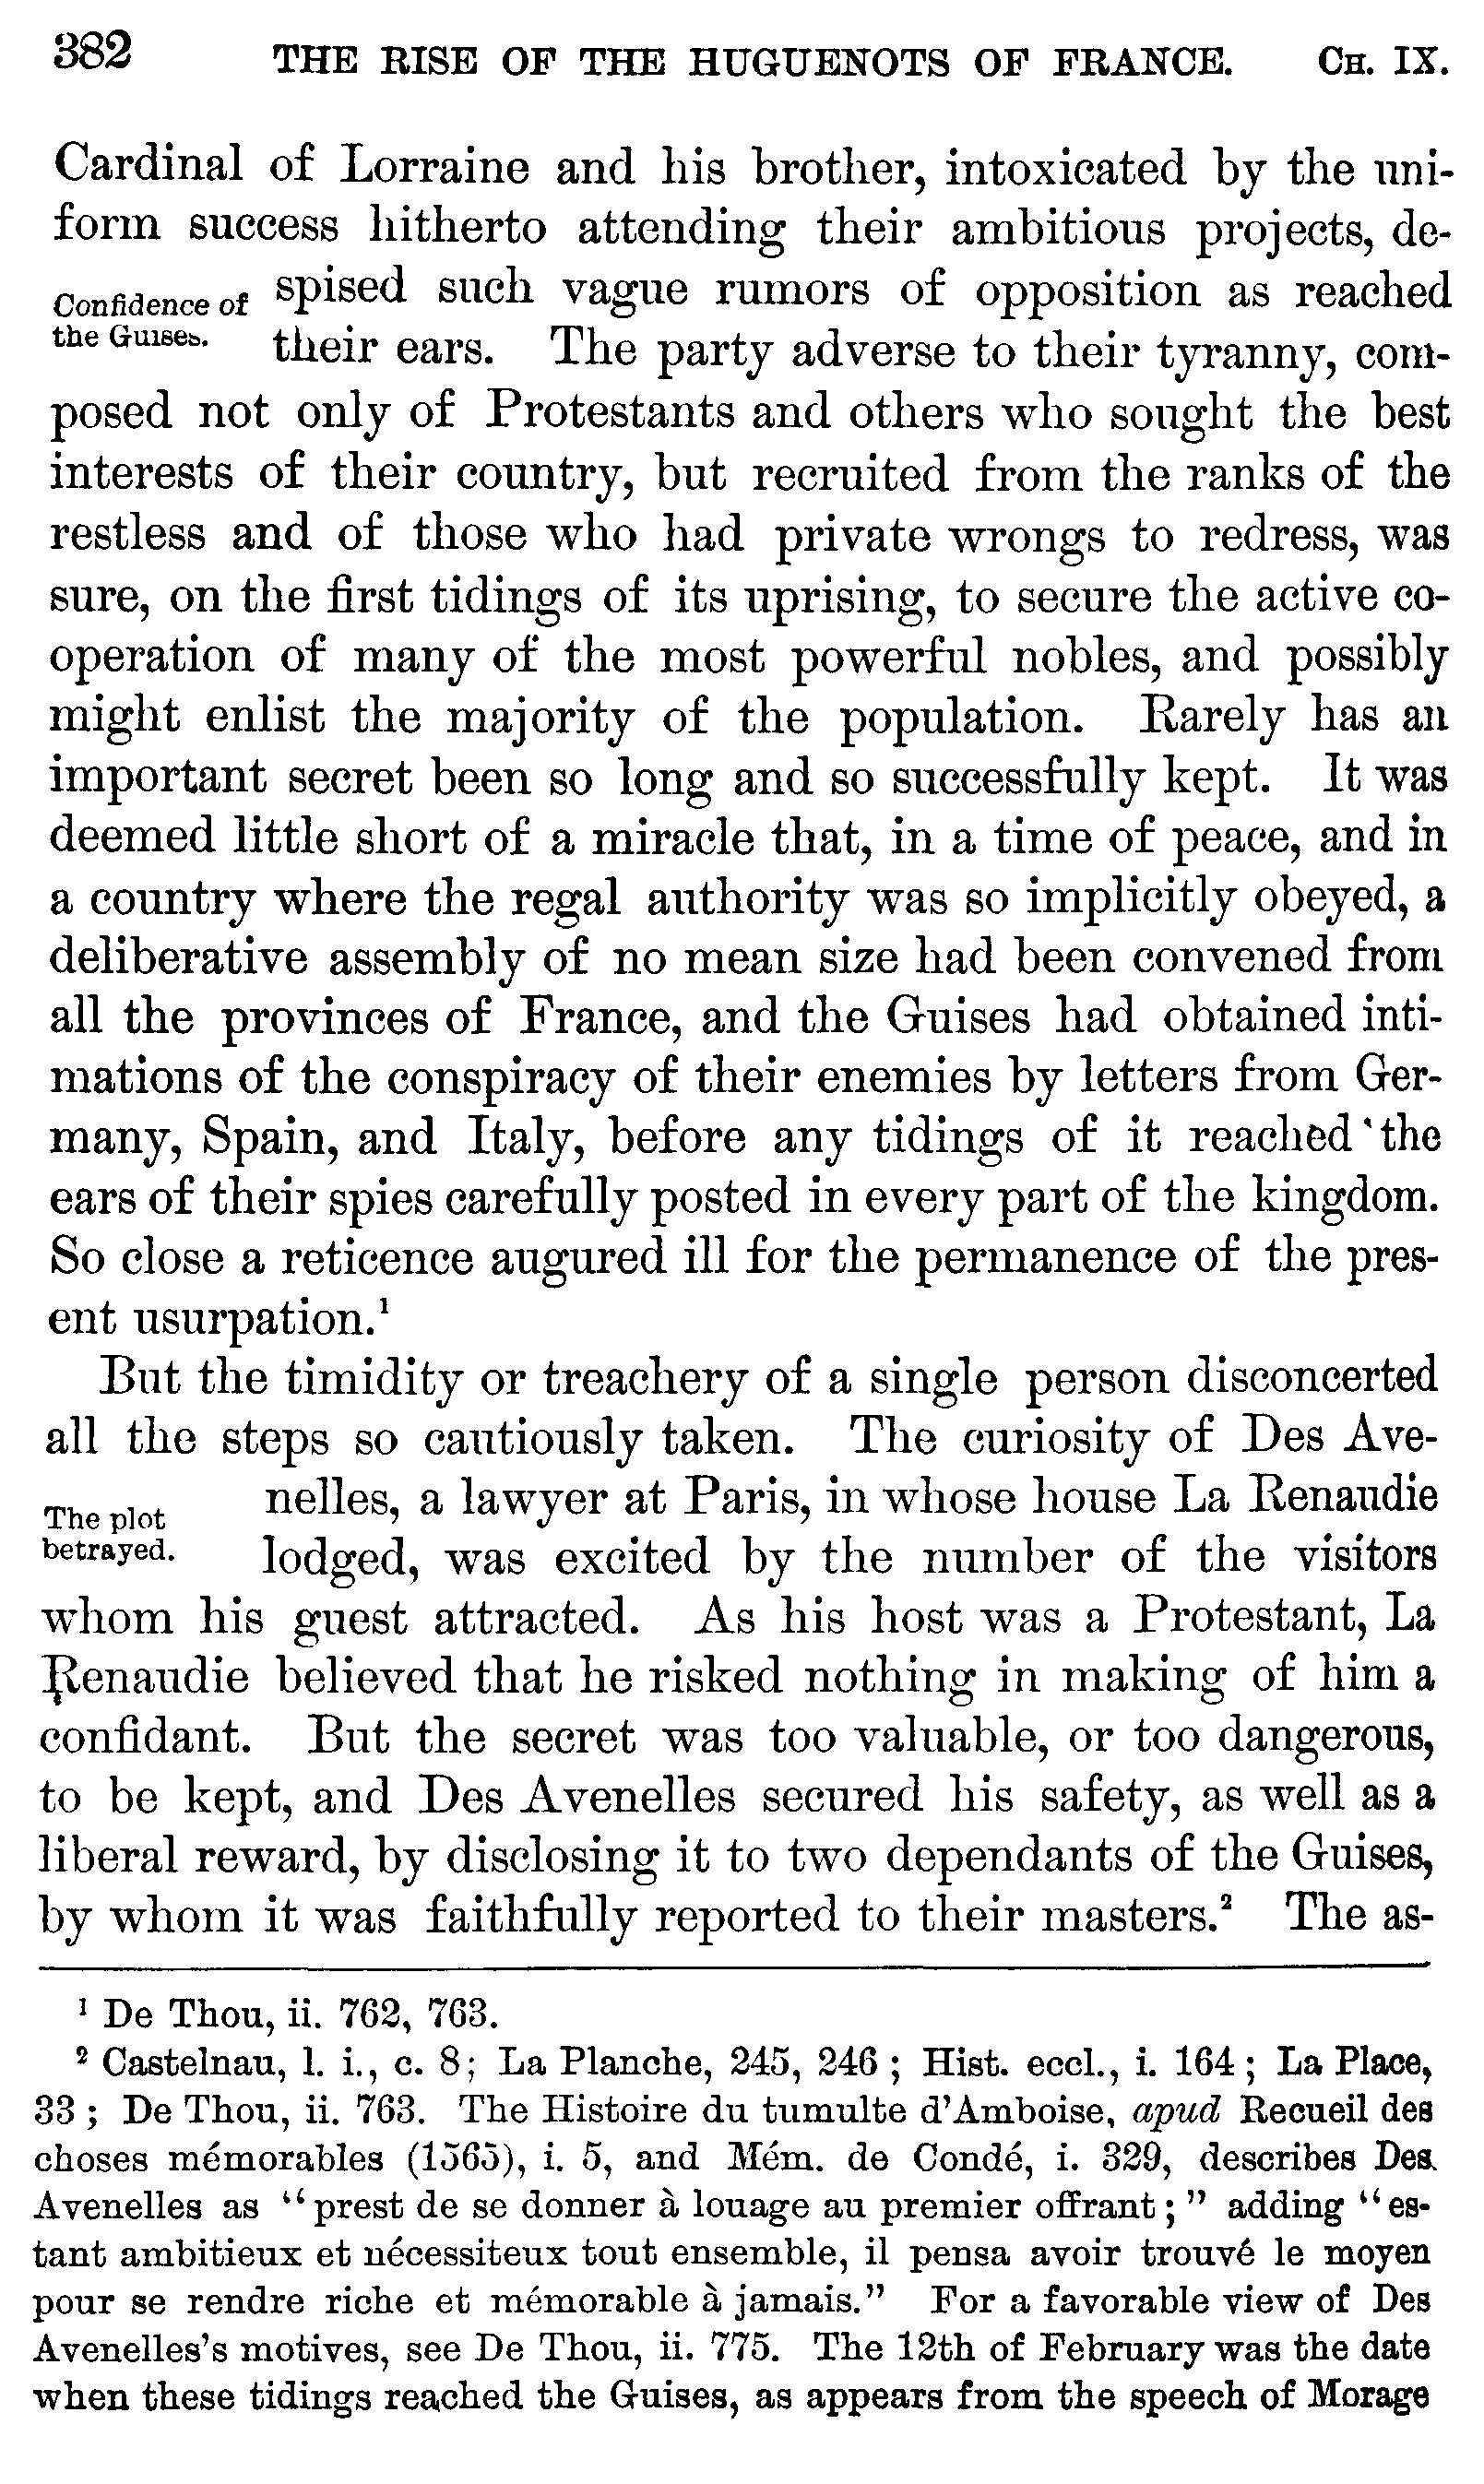 382 THE RISE OF THE HUGUENOTS OF FRANCE. CH. IX.
Cardinal of Lorraine and his brother, intoxicated by the uni-
form success hitherto attending their ambitious projects, de-
Confidence of
the Guises.
spised such vague rumors of opposition as reached
their ears. The party adverse to their tyranny, com-
posed not only of Protestants and others who sought the best
interests of their country, but recruited from the ranks of the
restless and of those who had private wrongs to redress, was
sure, on the first tidings of its uprising, to secure the active co-
operation of many of the most powerful nobles, and possibly
might enlist the majority of the population. Rarely has an
important secret been so long and so successfully kept. It was
deemed little short of a miracle that, in a time of peace, and in
a country where the regal authority was so implicitly obeyed, a
deliberative assembly of no mean size had been convened from
all the provinces of France, and the Guises had obtained inti-
mations of the conspiracy of their enemies by letters from Ger-
many, Spain, and Italy, before any tidings of it reached the
ears of their spies carefully posted in every part of the kingdom.
So close a reticence augured ill for the permanence of the pres-
ent usurpation.¹
But the timidity or treachery of a single person disconcerted
all the steps so cautiously taken. The curiosity of Des Ave-
The plot
betrayed.
nelles, a lawyer at Paris, in whose house La Renaudie
lodged, was excited by the number of the visitors
whom his guest attracted. As his host was a Protestant, La
Renaudie believed that he risked nothing in making of him a
confidant. But the secret was too valuable, or too dangerous,
to be kept, and Des Avenelles secured his safety, as well as a
liberal reward, by disclosing it to two dependants of the Guises,
by whom it was faithfully reported to their masters.² The as-
¹ De Thou, ii. 762, 763.
² Castelnau, l. i., c. 8; La Planche, 245, 246; Hist. eccl., i. 164; La Place,
33; De Thou, ii. 763. The Histoire du tumulte d'Amboise, apud Recueil des
choses mémorables (1565), i. 5, and Mém. de Condé, i. 329, describes Des
Avenelles as "prest de se donner à louage au premier offrant;" adding "es-
tant ambitieux et nécessiteux tout ensemble, il pensa avoir trouvé le moyen
pour se rendre riche et mémorable à jamais." For a favorable view of Des
Avenelles's motives, see De Thou, ii. 775. The 12th of February was the date
when these tidings reached the Guises, as appears from the speech of Morage